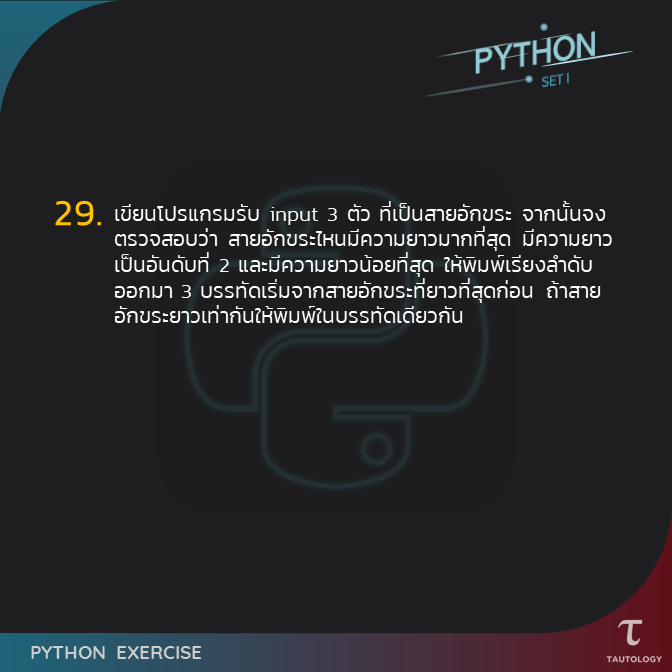 PYTHON
SET I
29. เขียนโปรแกรมรับ input 3 ตัว ที่เป็นสายอักขระ จากนั้นจง
ตรวจสอบว่า สายอักขระไหนมีความยาวมากที่สุด มีความยาว
เป็นอันดับที่ 2 และมีความยาวน้อยที่สุด ให้พิมพ์เรียงลำดับ
ออกมา 3 บรรทัดเริ่มจากสายอักขระที่ยาวที่สุดก่อน ถ้าสาย
อักขระยาวเท่ากันให้พิมพ์ในบรรทัดเดียวกัน
PYTHON EXERCISE
τ
TAUTOLOGY